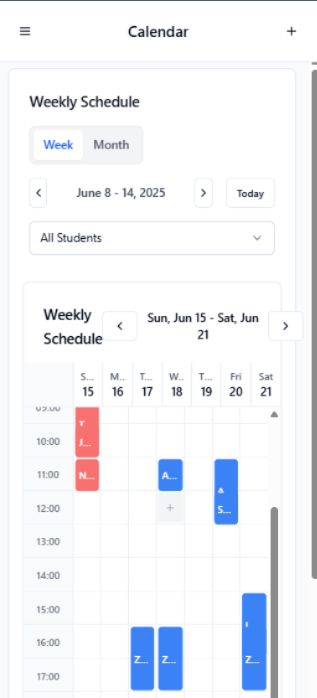 Calendar
Weekly Schedule
Week Month
June 8 - 14, 2025
Today
All Students
Weekly
Schedule
Sun, Jun 15 - Sat, Jun
21
S... M... T... W... T... Fri Sat
15 16 17 18 19 20 21
09:00
10:00 J...
11:00 N... A...
12:00 + S...
13:00
14:00
15:00
16:00 Z... Z... Z...
17:00